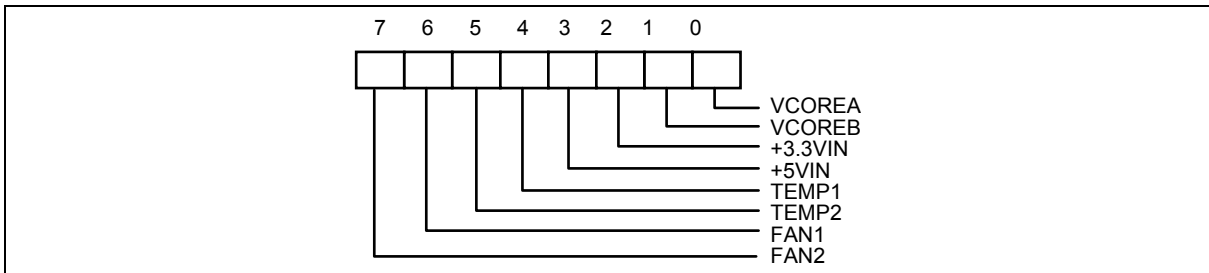 7 6 5 4 3 2 1 0
VCOREA
VCOREB
+3.3VIN
+5VIN
TEMP1
TEMP2
FAN1
FAN2